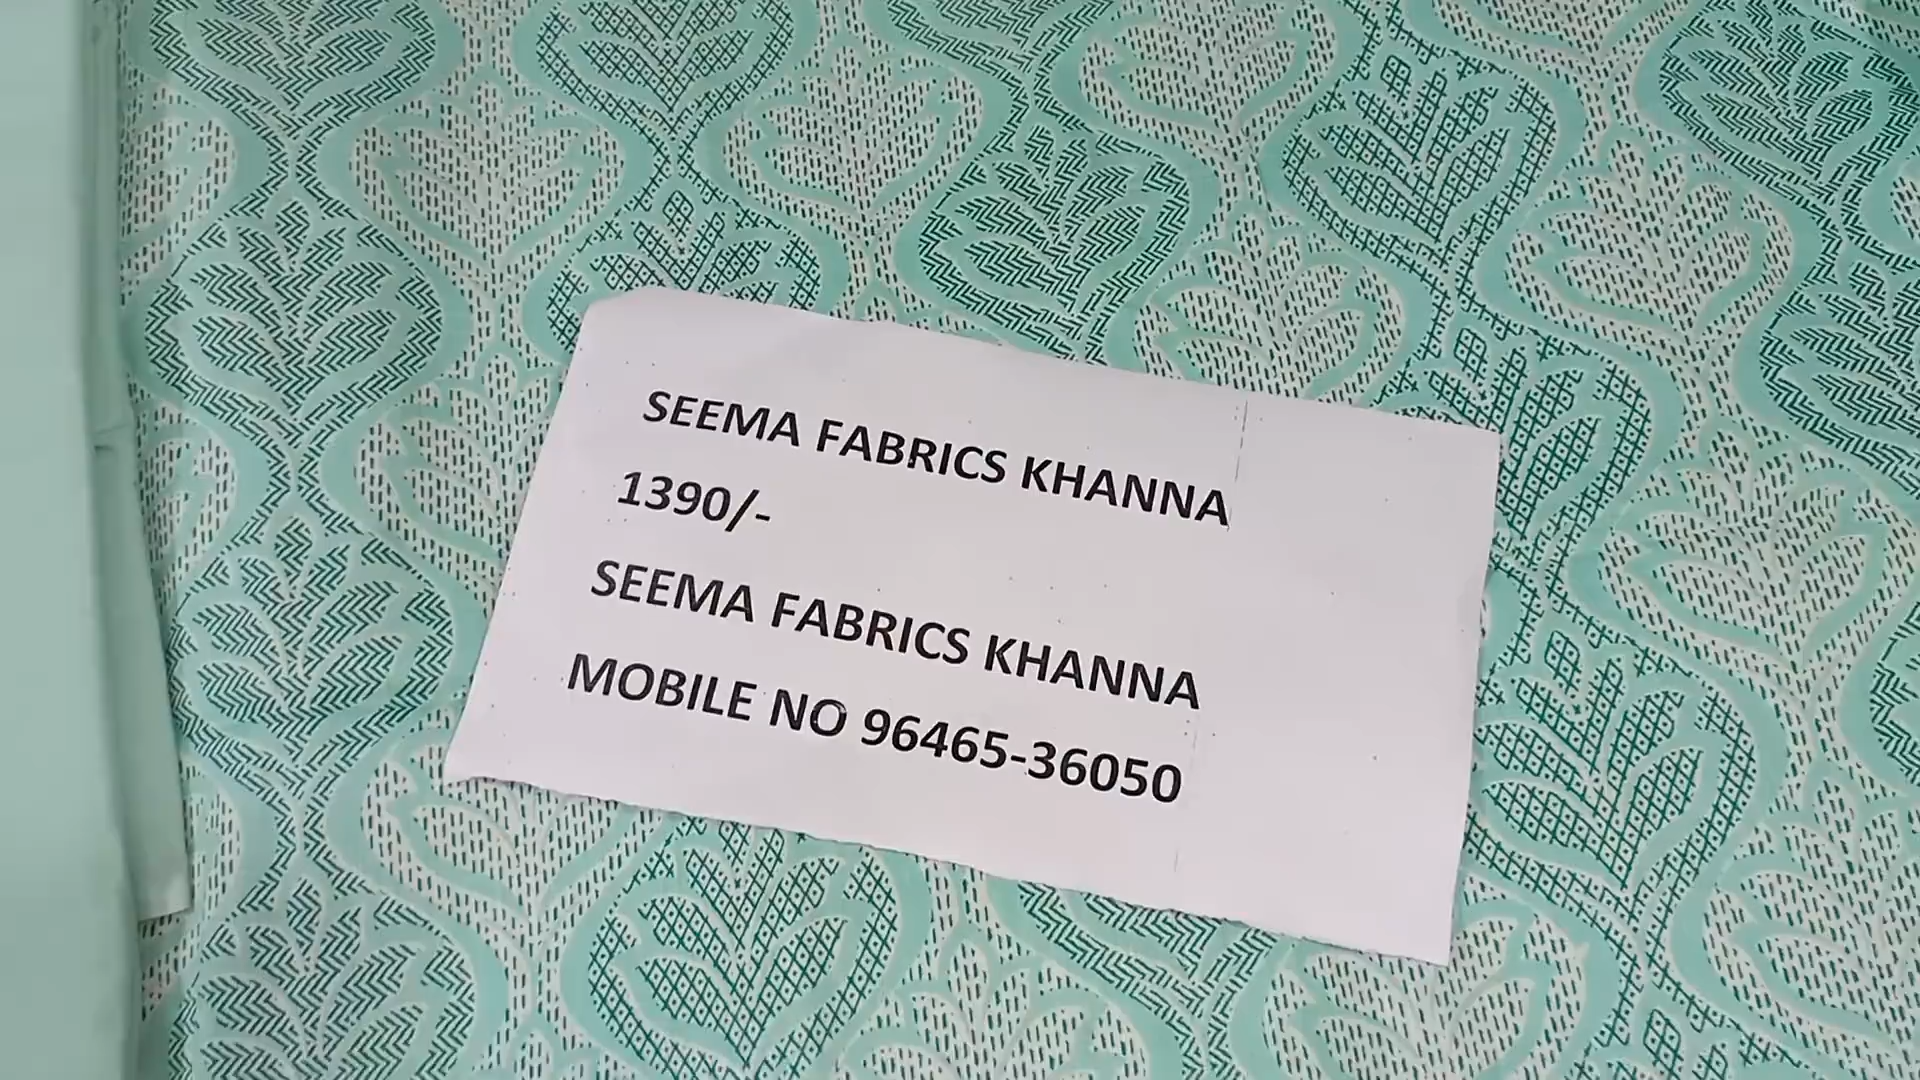 SEEMA FABRICS KHANNA
1390/-
SEEMA FABRICS KHANNA
MOBILE NO 96465-36050